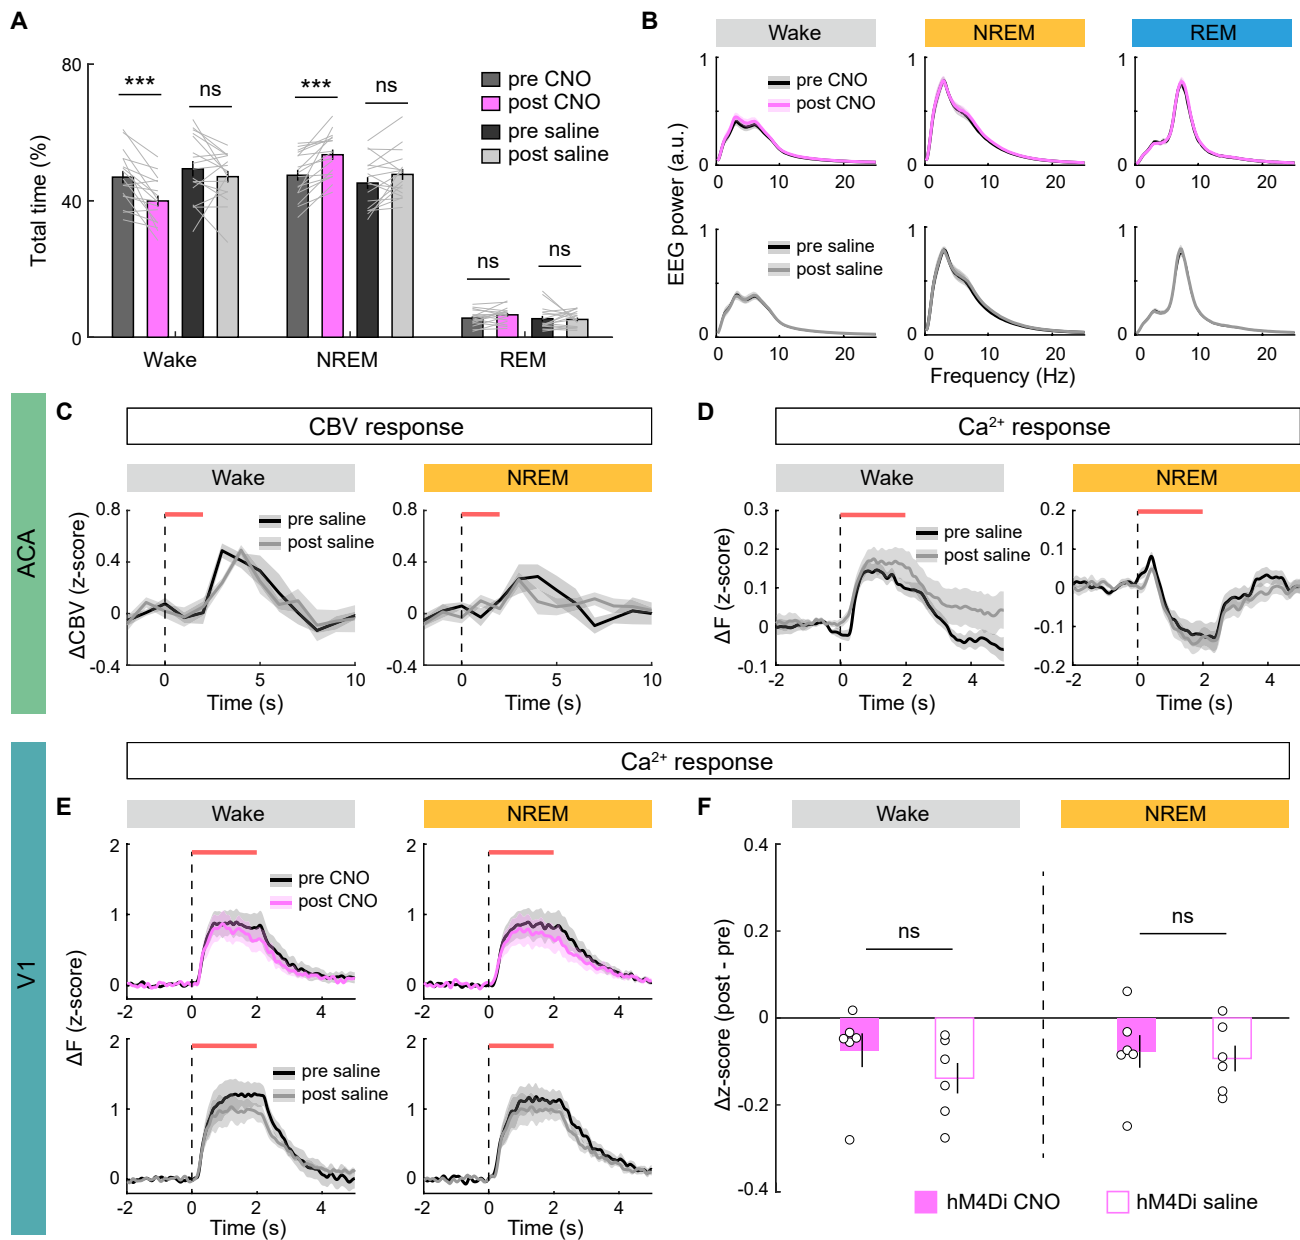 A
80
40
0
Total time (%)
*** ns *** ns ns ns
pre CNO
post CNO
pre saline
post saline
Wake NREM REM
B
Wake NREM REM
1 1 1
pre CNO
post CNO
0 0 0
0 10 20 0 10 20 0 10 20
EEG power (a.u.)
1 1 1
pre saline
post saline
0 0 0
0 10 20 0 10 20 0 10 20
Frequency (Hz)
ACA
C
CBV response
Wake NREM
0.8 0.8
0.4 0.4
0 0
-0.4 -0.4
ΔCBV (z-score)
pre saline
post saline
pre saline
post saline
0 5 10 0 5 10
Time (s) Time (s)
D
Ca²⁺ response
Wake NREM
0.3 0.2
0.2 0.1
0.1 0
0 -0.1
-0.1 -0.2
ΔF (z-score)
pre saline
post saline
pre saline
post saline
-2 0 2 4 -2 0 2 4
Time (s) Time (s)
V1
Ca²⁺ response
E
Wake NREM
2 2
1 1
0 0
pre CNO
post CNO
-2 0 2 4 -2 0 2 4
ΔF (z-score)
2 2
1 1
0 0
pre saline
post saline
-2 0 2 4 -2 0 2 4
Time (s) Time (s)
F
Wake NREM
0.4
0.2
0
-0.2
-0.4
Δz-score (post - pre)
ns ns
hM4Di CNO hM4Di saline